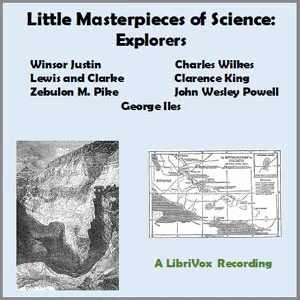 Little Masterpieces of Science:
Explorers
Winsor Justin Charles Wilkes
Lewis and Clarke Clarence King
Zebulon M. Pike John Wesley Powell
George Iles
A LibriVox Recording